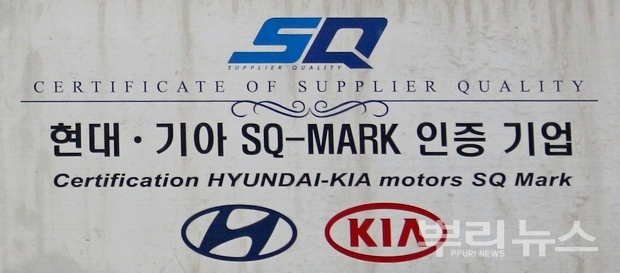 SQ
SUPPLIER QUALITY
CERTIFICATE OF SUPPLIER QUALITY
현대·기아 SQ-MARK 인증 기업
Certification HYUNDAI-KIA motors SQ Mark
KIA
뿌리뉴스
PPURI NEWS